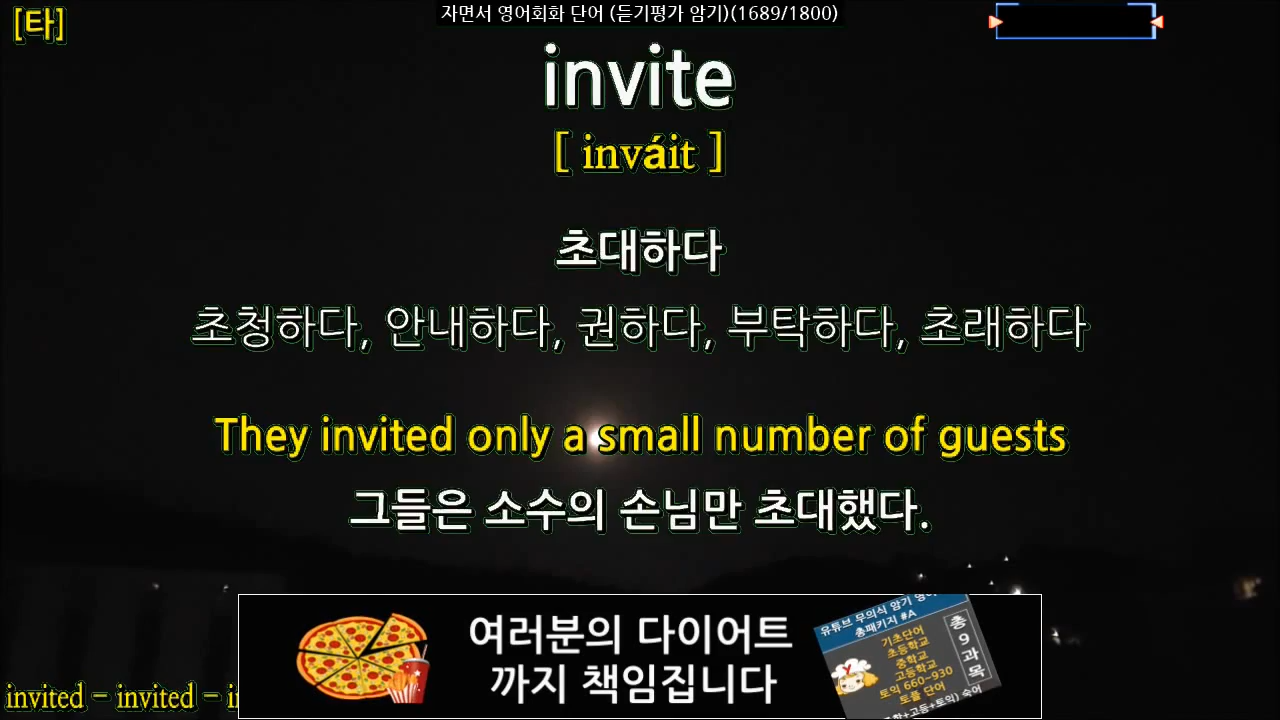 [타]
자면서 영어회화 단어 (듣기평가 암기)(1689/1800)
invite
[ inváit ]
초대하다
초청하다, 안내하다, 권하다, 부탁하다, 초래하다
They invited only a small number of guests
그들은 소수의 손님만 초대했다.
여러분의 다이어트
까지 책임집니다
유튜브 무의식 암기
총패키지 #A
기초단어
초등학교
중학교
고등학교
토익 660~930
토플 단어
고등+토익) 숙어
총9과목
invited - invited -